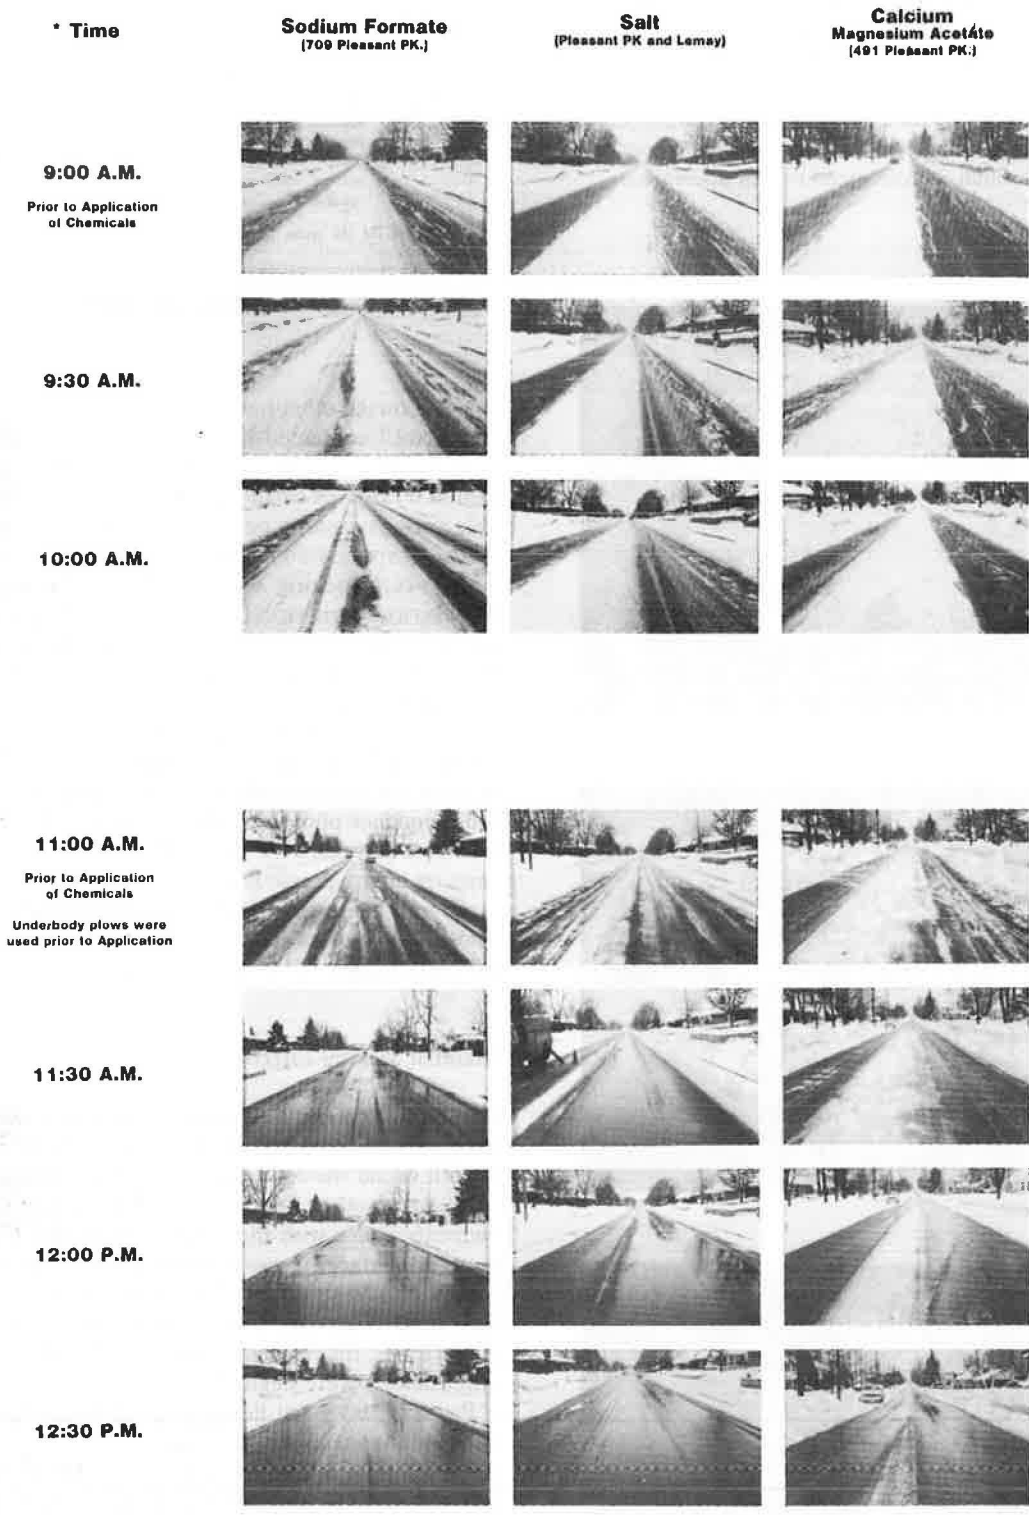 * Time
Sodium Formate
(709 Pleasant PK.)
Salt
(Pleasant PK and Lemay)
Calcium
Magnesium Acetate
(491 Pleasant PK.)
9:00 A.M.
Prior to Application
of Chemicals
9:30 A.M.
10:00 A.M.
11:00 A.M.
Prior to Application
of Chemicals
Underbody plows were
used prior to Application
11:30 A.M.
12:00 P.M.
12:30 P.M.